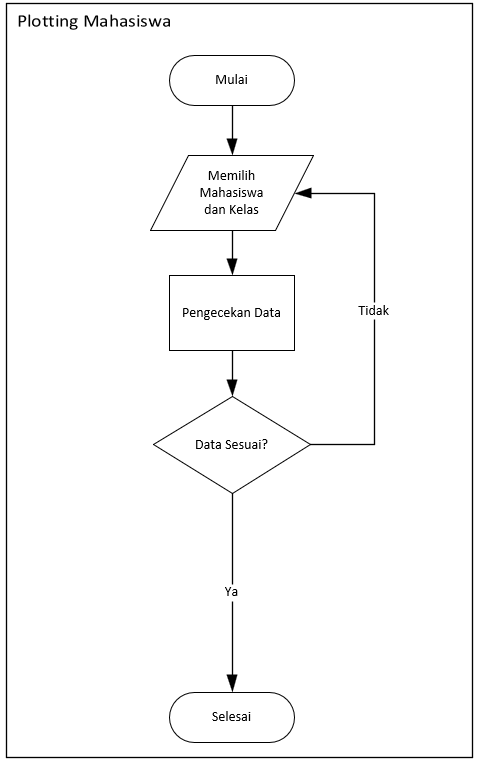 Plotting Mahasiswa
Mulai
Memilih
Mahasiswa
dan Kelas
Pengecekan Data
Tidak
Data Sesuai?
Ya
Selesai